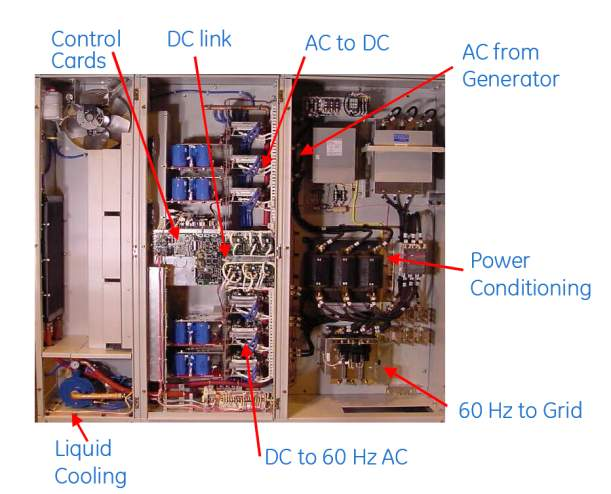 Control
Cards
DC link
AC to DC
AC from
Generator
Power
Conditioning
60 Hz to Grid
DC to 60 Hz AC
Liquid
Cooling